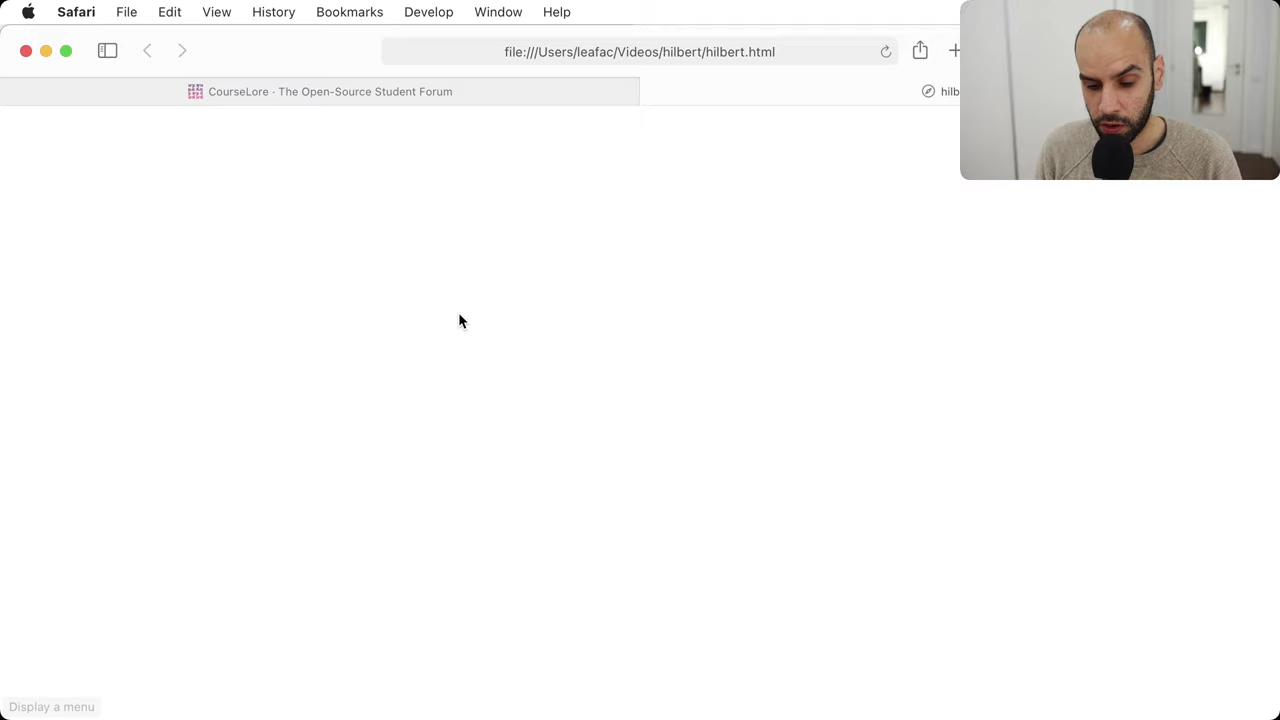 Safari File Edit View History Bookmarks Develop Window Help
file:///Users/leafac/Videos/hilbert/hilbert.html
CourseLore · The Open-Source Student Forum
hilb
Display a menu